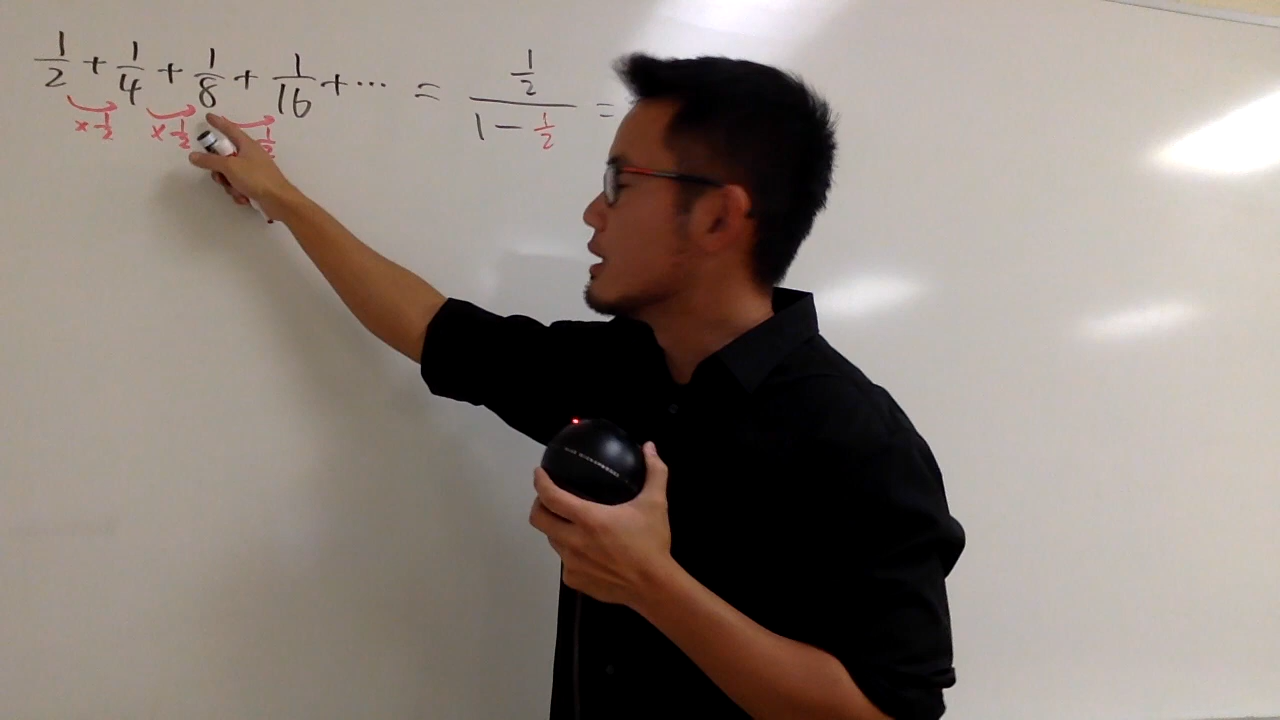 1/2 + 1/4 + 1/8 + 1/16 + ... = (1/2)/(1 - 1/2) =
×1/2 ×1/2 1/2